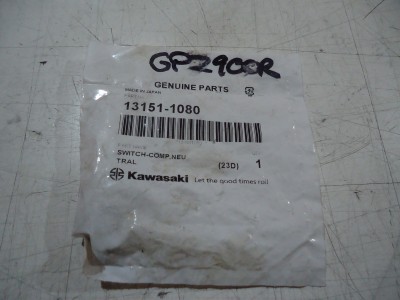 GPZ900R
GENUINE PARTS
MADE IN JAPAN
13151-1080
SWITCH-COMP,NEU
TRAL (23D) 1
Kawasaki Let the good times roll